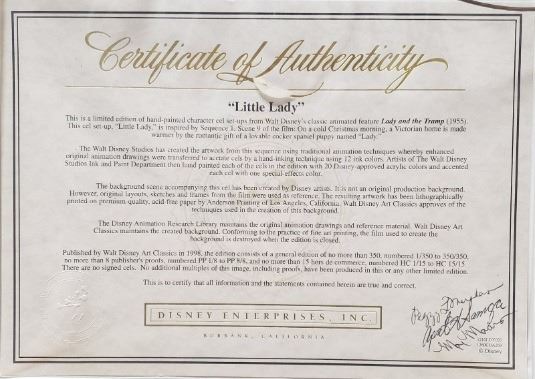 Certificate of Authenticity
“Little Lady”
This is a limited edition of hand-painted character cel set-ups from Walt Disney's classic animated feature Lady and the Tramp (1955).
This cel set-up, "Little Lady," is inspired by Sequence 1, Scene 9 of the film: On a cold Christmas morning, a Victorian home is made
warmer by the romantic gift of a lovable cocker spaniel puppy named "Lady."
The Walt Disney Studios has created the artwork from this sequence using traditional animation techniques whereby enhanced
original animation drawings were transferred to acetate cels by a hand-inking technique using 12 ink colors. Artists of The Walt Disney
Studios Ink and Paint Department then hand painted each of the cels in the edition with 20 Disney-approved acrylic colors and accented
each cel with one special-effects color.
The background scene accompanying this cel has been created by Disney artists. It is not an original production background.
However, original layouts, sketches and frames from the film were used as reference. The resulting artwork has been lithographically
printed on premium-quality, acid-free paper by Anderson Printing of Los Angeles, California. Walt Disney Art Classics approves of the
techniques used in the creation of this background.
The Disney Animation Research Library maintains the original animation drawings and reference material. Walt Disney Art
Classics maintains the created background. Conforming to the practice of fine art printing, the film used to create the
background is destroyed when the edition is closed.
Published by Walt Disney Art Classics in 1998, the edition consists of a general edition of no more than 350, numbered 1/350 to 350/350,
no more than 8 publisher's proofs, numbered PP 1/8 to PP 8/8, and no more than 15 hors de commerce, numbered HC 1/15 to HC 15/15.
There are no signed cels. No additional multiples of this image, including proofs, have been produced in this or any other limited edition.
This is to certify that all information and the statements contained herein are true and correct.
DISNEY ENTERPRISES, INC.
BURBANK, CALIFORNIA
© Disney